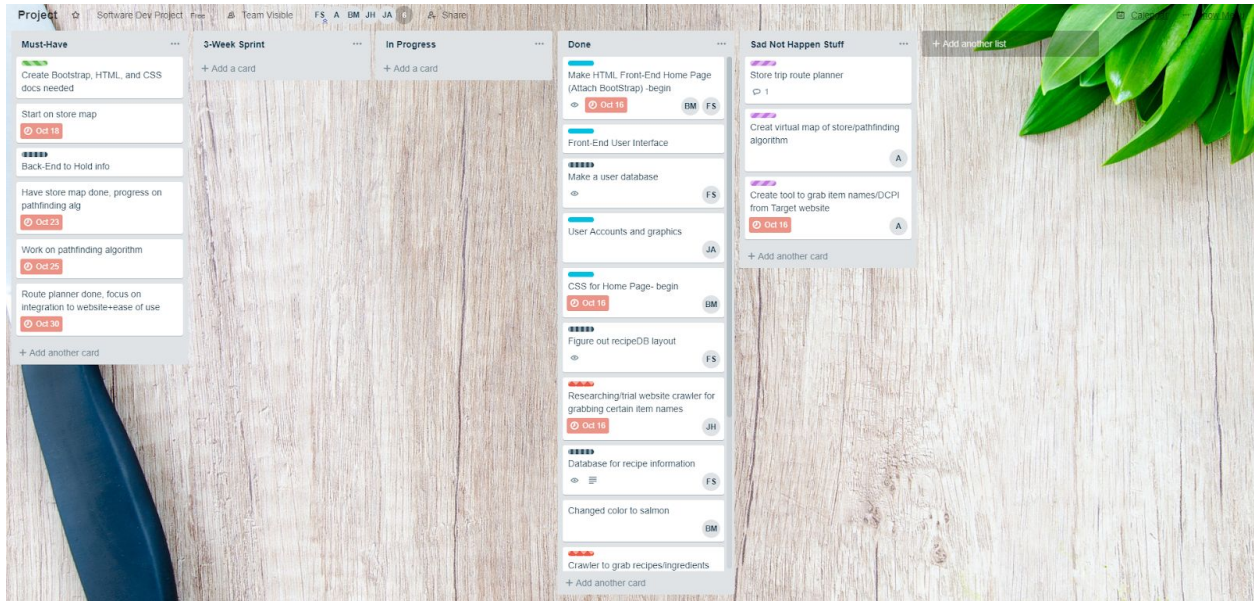 Project Software Dev Project Free Team Visible FS A BM JH JA Share
Must-Have
Create Bootstrap, HTML, and CSS
docs needed
Start on store map
Oct 18
Back-End to Hold info
Have store map done, progress on
pathfinding alg
Oct 23
Work on pathfinding algorithm
Oct 25
Route planner done, focus on
integration to website+ease of use
Oct 30
+ Add another card
3-Week Sprint
+ Add a card
In Progress
+ Add a card
Done
Make HTML Front-End Home Page
(Attach BootStrap) -begin
Oct 16 BM FS
Front-End User Interface
Make a user database
FS
User Accounts and graphics
JA
CSS for Home Page- begin
Oct 16 BM
Figure out recipeDB layout
FS
Researching/trial website crawler for
grabbing certain item names
Oct 16 JH
Database for recipe information
FS
Changed color to salmon
BM
Crawler to grab recipes/ingredients
+ Add another card
Sad Not Happen Stuff
Store trip route planner
1
Creat virtual map of store/pathfinding
algorithm
A
Create tool to grab item names/DCPI
from Target website
Oct 16 A
+ Add another card
+ Add another list